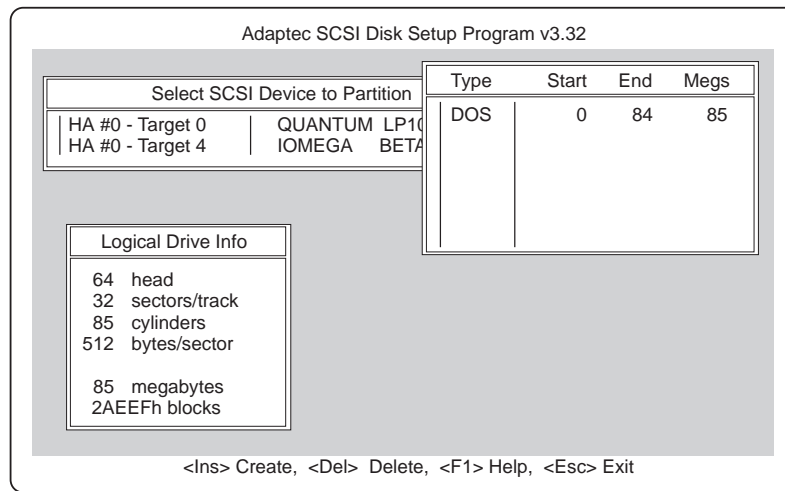 Adaptec SCSI Disk Setup Program v3.32
Select SCSI Device to Partition
HA #0 - Target 0 QUANTUM LP10
HA #0 - Target 4 IOMEGA BETA
Type Start End Megs
DOS 0 84 85
Logical Drive Info
64 head
32 sectors/track
85 cylinders
512 bytes/sector
85 megabytes
2AEEFh blocks
<Ins> Create, <Del> Delete, <F1> Help, <Esc> Exit